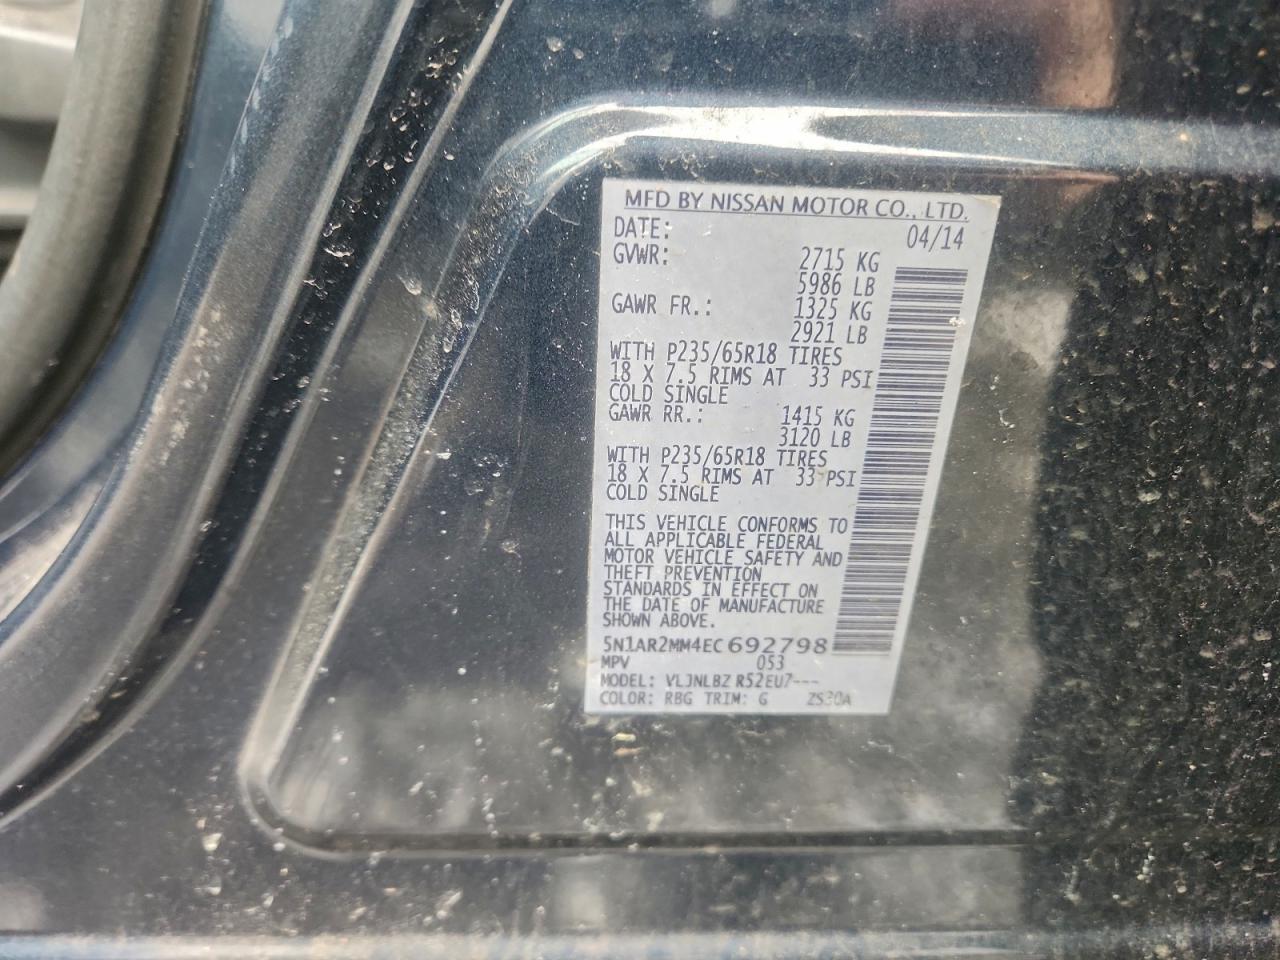 MFD BY NISSAN MOTOR CO., LTD.
DATE: 04/14
GVWR: 2715 KG
5986 LB
GAWR FR.: 1325 KG
2921 LB
WITH P235/65R18 TIRES
18 X 7.5 RIMS AT 33 PSI
COLD SINGLE
GAWR RR.: 1415 KG
3120 LB
WITH P235/65R18 TIRES
18 X 7.5 RIMS AT 33 PSI
COLD SINGLE
THIS VEHICLE CONFORMS TO
ALL APPLICABLE FEDERAL
MOTOR VEHICLE SAFETY AND
THEFT PREVENTION
STANDARDS IN EFFECT ON
THE DATE OF MANUFACTURE
SHOWN ABOVE.
5N1AR2MM4EC692798
MPV 053
MODEL: VLJNLBZ R52EU7---
COLOR: RBG TRIM: G ZS30A